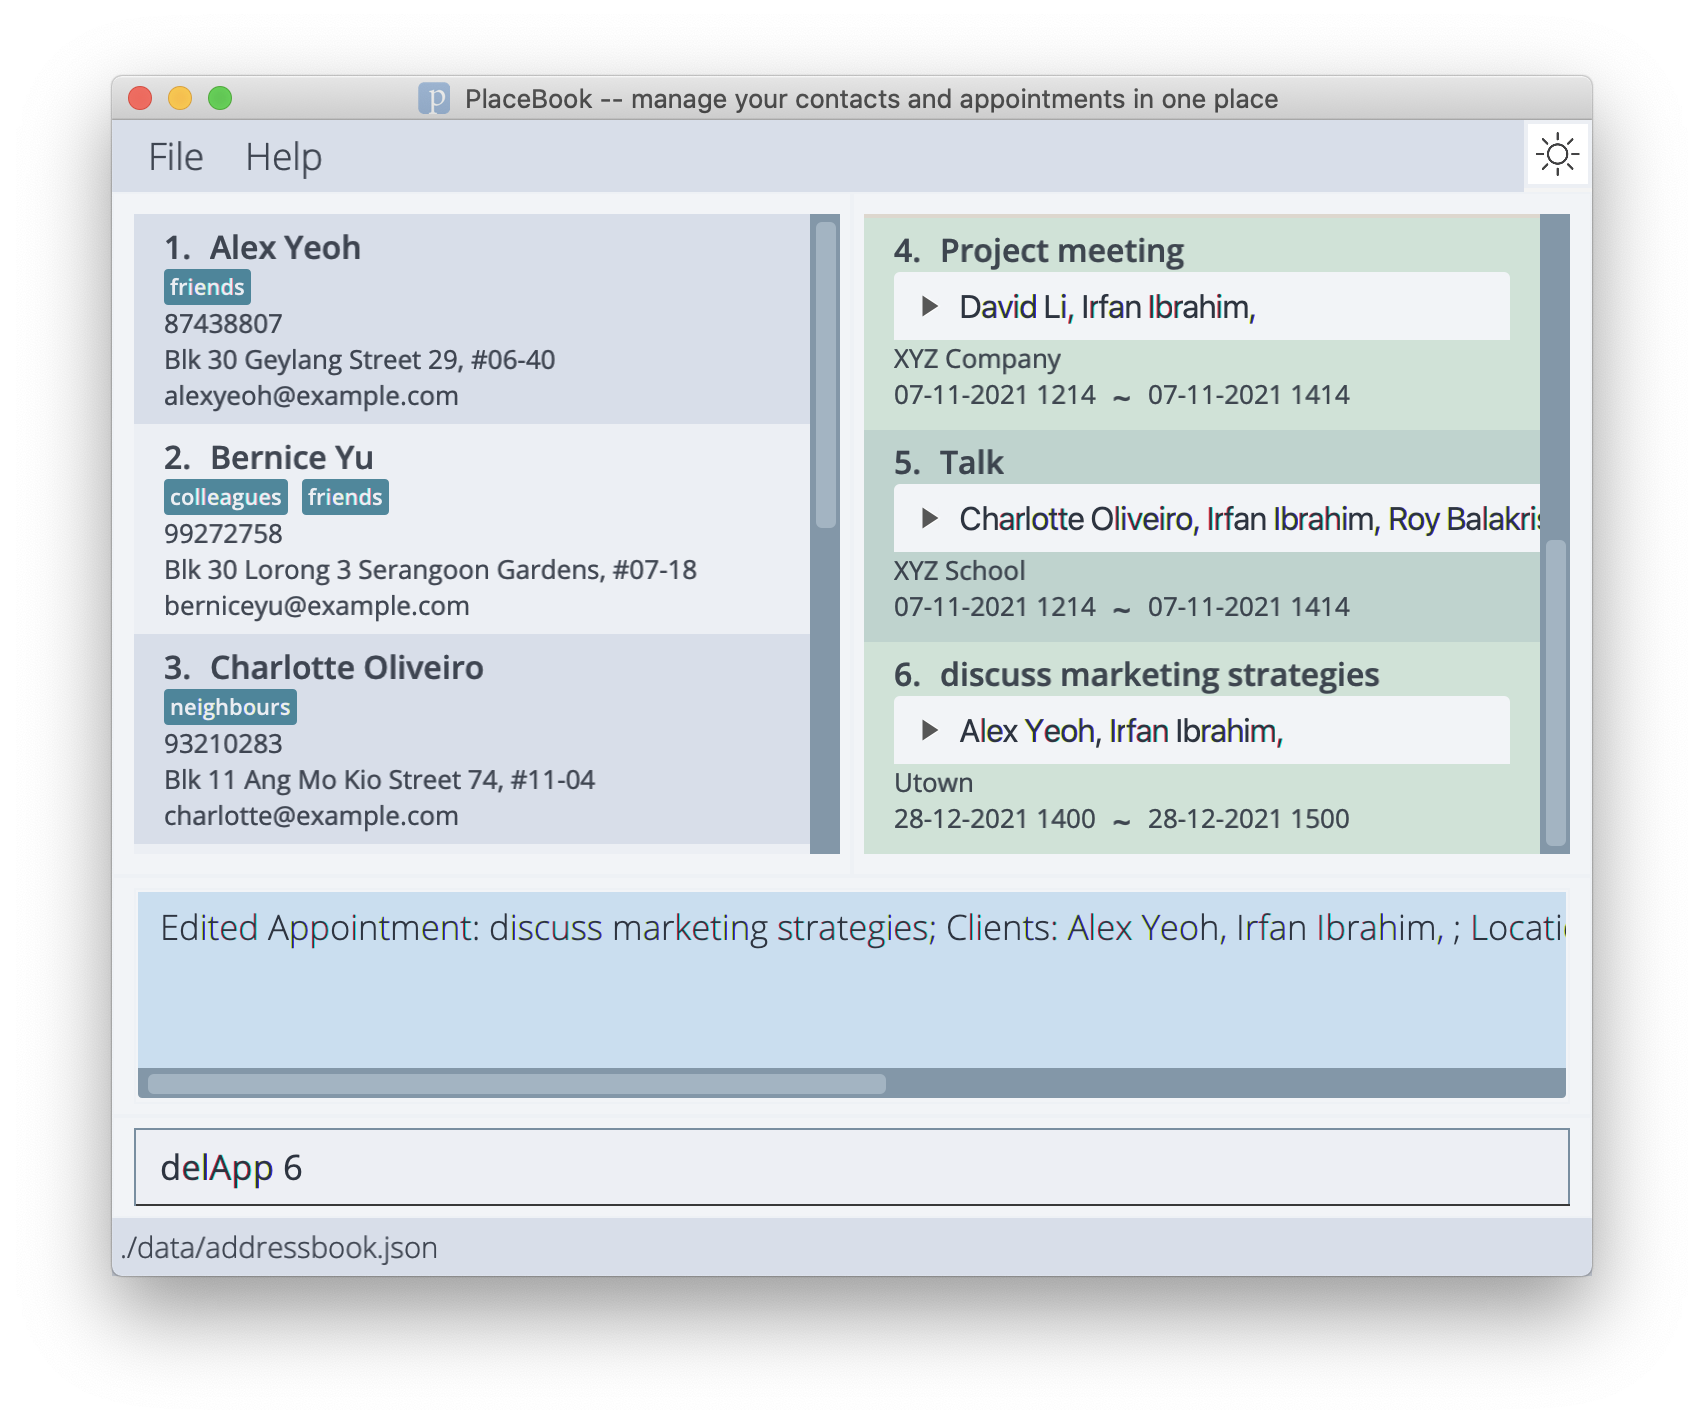 p PlaceBook -- manage your contacts and appointments in one place
File Help
1. Alex Yeoh
friends
87438807
Blk 30 Geylang Street 29, #06-40
alexyeoh@example.com
2. Bernice Yu
colleagues friends
99272758
Blk 30 Lorong 3 Serangoon Gardens, #07-18
berniceyu@example.com
3. Charlotte Oliveiro
neighbours
93210283
Blk 11 Ang Mo Kio Street 74, #11-04
charlotte@example.com
4. Project meeting
David Li, Irfan Ibrahim,
XYZ Company
07-11-2021 1214 ~ 07-11-2021 1414
5. Talk
Charlotte Oliveiro, Irfan Ibrahim, Roy Balakris
XYZ School
07-11-2021 1214 ~ 07-11-2021 1414
6. discuss marketing strategies
Alex Yeoh, Irfan Ibrahim,
Utown
28-12-2021 1400 ~ 28-12-2021 1500
Edited Appointment: discuss marketing strategies; Clients: Alex Yeoh, Irfan Ibrahim, ; Locatio
delApp 6
./data/addressbook.json